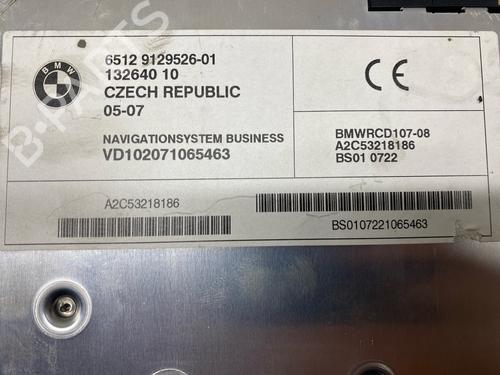 BMW
6512 9129526-01
132640 10
CZECH REPUBLIC
05-07
NAVIGATIONSYSTEM BUSINESS
VD102071065463
CE
BMWRCD107-08
A2C53218186
BS01 0722
A2C53218186
BS0107221065463
B-PARTS